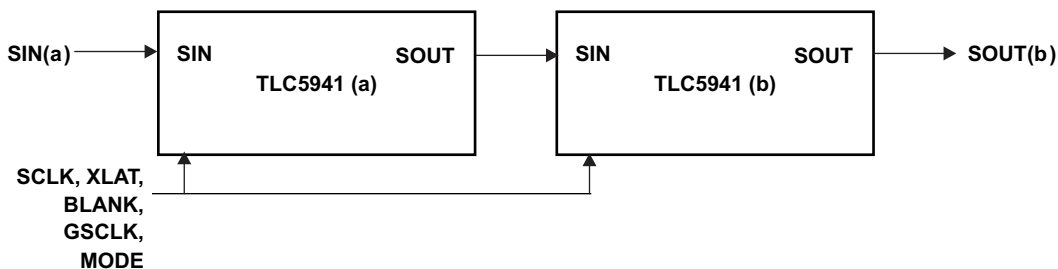 SIN(a)
SIN
SOUT
TLC5941 (a)
SIN
SOUT
TLC5941 (b)
SOUT(b)
SCLK, XLAT,
BLANK,
GSCLK,
MODE